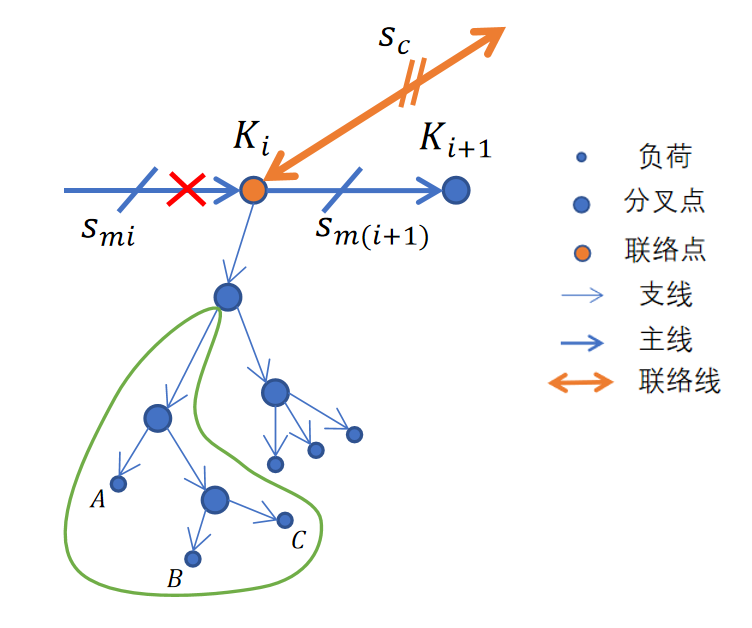 s_c
K_i
K_{i+1}
s_{mi}
s_{m(i+1)}
A
B
C
负荷
分叉点
联络点
支线
主线
联络线